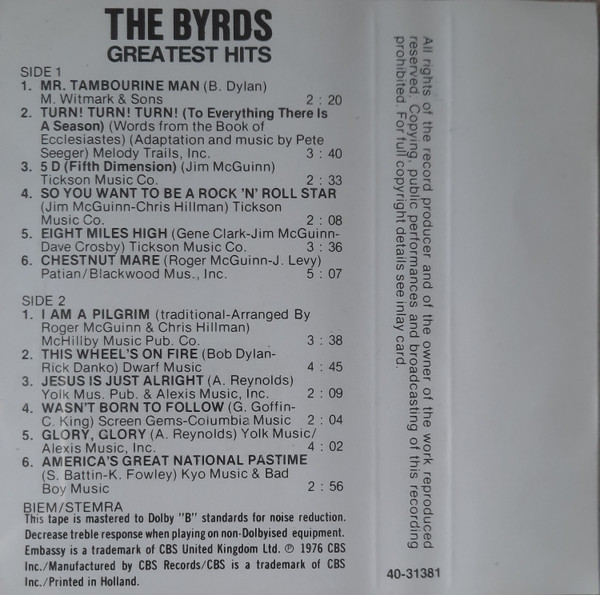 THE BYRDS
GREATEST HITS
SIDE 1
1. MR. TAMBOURINE MAN (B. Dylan)
M. Witmark & Sons 2 : 20
2. TURN! TURN! TURN! (To Everything There Is
A Season) (Words from the Book of
Ecclesiastes) (Adaptation and music by Pete
Seeger) Melody Trails, Inc. 3 : 40
3. 5 D (Fifth Dimension) (Jim McGuinn)
Tickson Music Co. 2 : 33
4. SO YOU WANT TO BE A ROCK 'N' ROLL STAR
(Jim McGuinn-Chris Hillman) Tickson
Music Co. 2 : 08
5. EIGHT MILES HIGH (Gene Clark-Jim McGuinn-
Dave Crosby) Tickson Music Co. 3 : 36
6. CHESTNUT MARE (Roger McGuinn-J. Levy)
Patian/Blackwood Mus., Inc. 5 : 07
SIDE 2
1. I AM A PILGRIM (traditional-Arranged By
Roger McGuinn & Chris Hillman)
McHillby Music Pub. Co. 3 : 38
2. THIS WHEEL'S ON FIRE (Bob Dylan-
Rick Danko) Dwarf Music 4 : 45
3. JESUS IS JUST ALRIGHT (A. Reynolds)
Yolk Mus. Pub. & Alexis Music, Inc. 2 : 09
4. WASN'T BORN TO FOLLOW (G. Goffin-
C. King) Screen Gems-Columbia Music 2 : 04
5. GLORY, GLORY (A. Reynolds) Yolk Music/
Alexis Music, Inc. 4 : 02
6. AMERICA'S GREAT NATIONAL PASTIME
(S. Battin-K. Fowley) Kyo Music & Bad
Boy Music 2 : 56
BIEM/STEMRA
This tape is mastered to Dolby "B" standards for noise reduction.
Decrease treble response when playing on non-Dolbyised equipment.
Embassy is a trademark of CBS United Kingdom Ltd. ℗ 1976 CBS
Inc./Manufactured by CBS Records/CBS is a trademark of CBS
Inc./Printed in Holland.
All rights of the record producer and of the owner of the work reproduced
reserved. Copying, public performances and broadcasting of this recording
prohibited. For full copyright details see inlay card.
40-31381